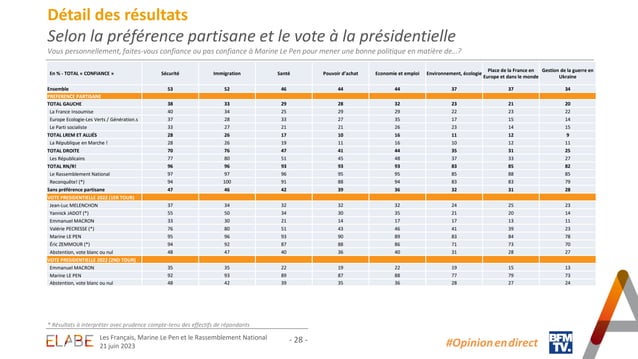 Détail des résultats
Selon la préférence partisane et le vote à la présidentielle
Vous personnellement, faites-vous confiance ou pas confiance à Marine Le Pen pour mener une bonne politique en matière de…?
En % - TOTAL « CONFIANCE » Sécurité Immigration Santé Pouvoir d'achat Economie et emploi Environnement, écologie Place de la France en Europe et dans le monde Gestion de la guerre en Ukraine
Ensemble 53 52 46 44 44 37 37 34
PREFERENCE PARTISANE
TOTAL GAUCHE 38 33 29 28 32 23 21 20
La France Insoumise 40 34 25 29 29 22 23 22
Europe Ecologie-Les Verts / Génération.s 37 28 33 27 35 17 15 14
Le Parti socialiste 33 27 21 21 26 23 14 15
TOTAL LREM ET ALLIÉS 28 26 17 10 16 11 12 9
La République en Marche ! 28 26 19 11 16 10 12 11
TOTAL DROITE 70 76 47 41 44 35 31 25
Les Républicains 77 80 51 45 48 37 33 27
TOTAL RN/R! 96 96 93 93 93 83 85 82
Le Rassemblement National 97 97 96 95 95 85 88 85
Reconquête! (*) 94 100 91 88 94 83 83 79
Sans préférence partisane 47 46 42 39 36 32 31 28
VOTE PRESIDENTIELLE 2022 (1ER TOUR)
Jean-Luc MELENCHON 37 34 32 32 32 24 25 23
Yannick JADOT (*) 55 50 34 30 35 21 20 14
Emmanuel MACRON 33 30 21 14 17 17 13 11
Valérie PECRESSE (*) 76 80 51 43 46 41 39 23
Marine LE PEN 95 96 93 90 89 83 84 78
Éric ZEMMOUR (*) 94 92 87 88 86 71 73 70
Abstention, vote blanc ou nul 48 47 40 36 40 31 28 27
VOTE PRESIDENTIELLE 2022 (2ND TOUR)
Emmanuel MACRON 35 35 22 19 22 19 15 13
Marine LE PEN 92 93 89 87 88 77 79 73
Abstention, vote blanc ou nul 48 42 39 35 36 28 27 24
* Résultats à interpréter avec prudence compte-tenu des effectifs de répondants
ELABE
Les Français, Marine Le Pen et le Rassemblement National
21 juin 2023
- 28 -
#Opinion.en.direct
BFM
TV.